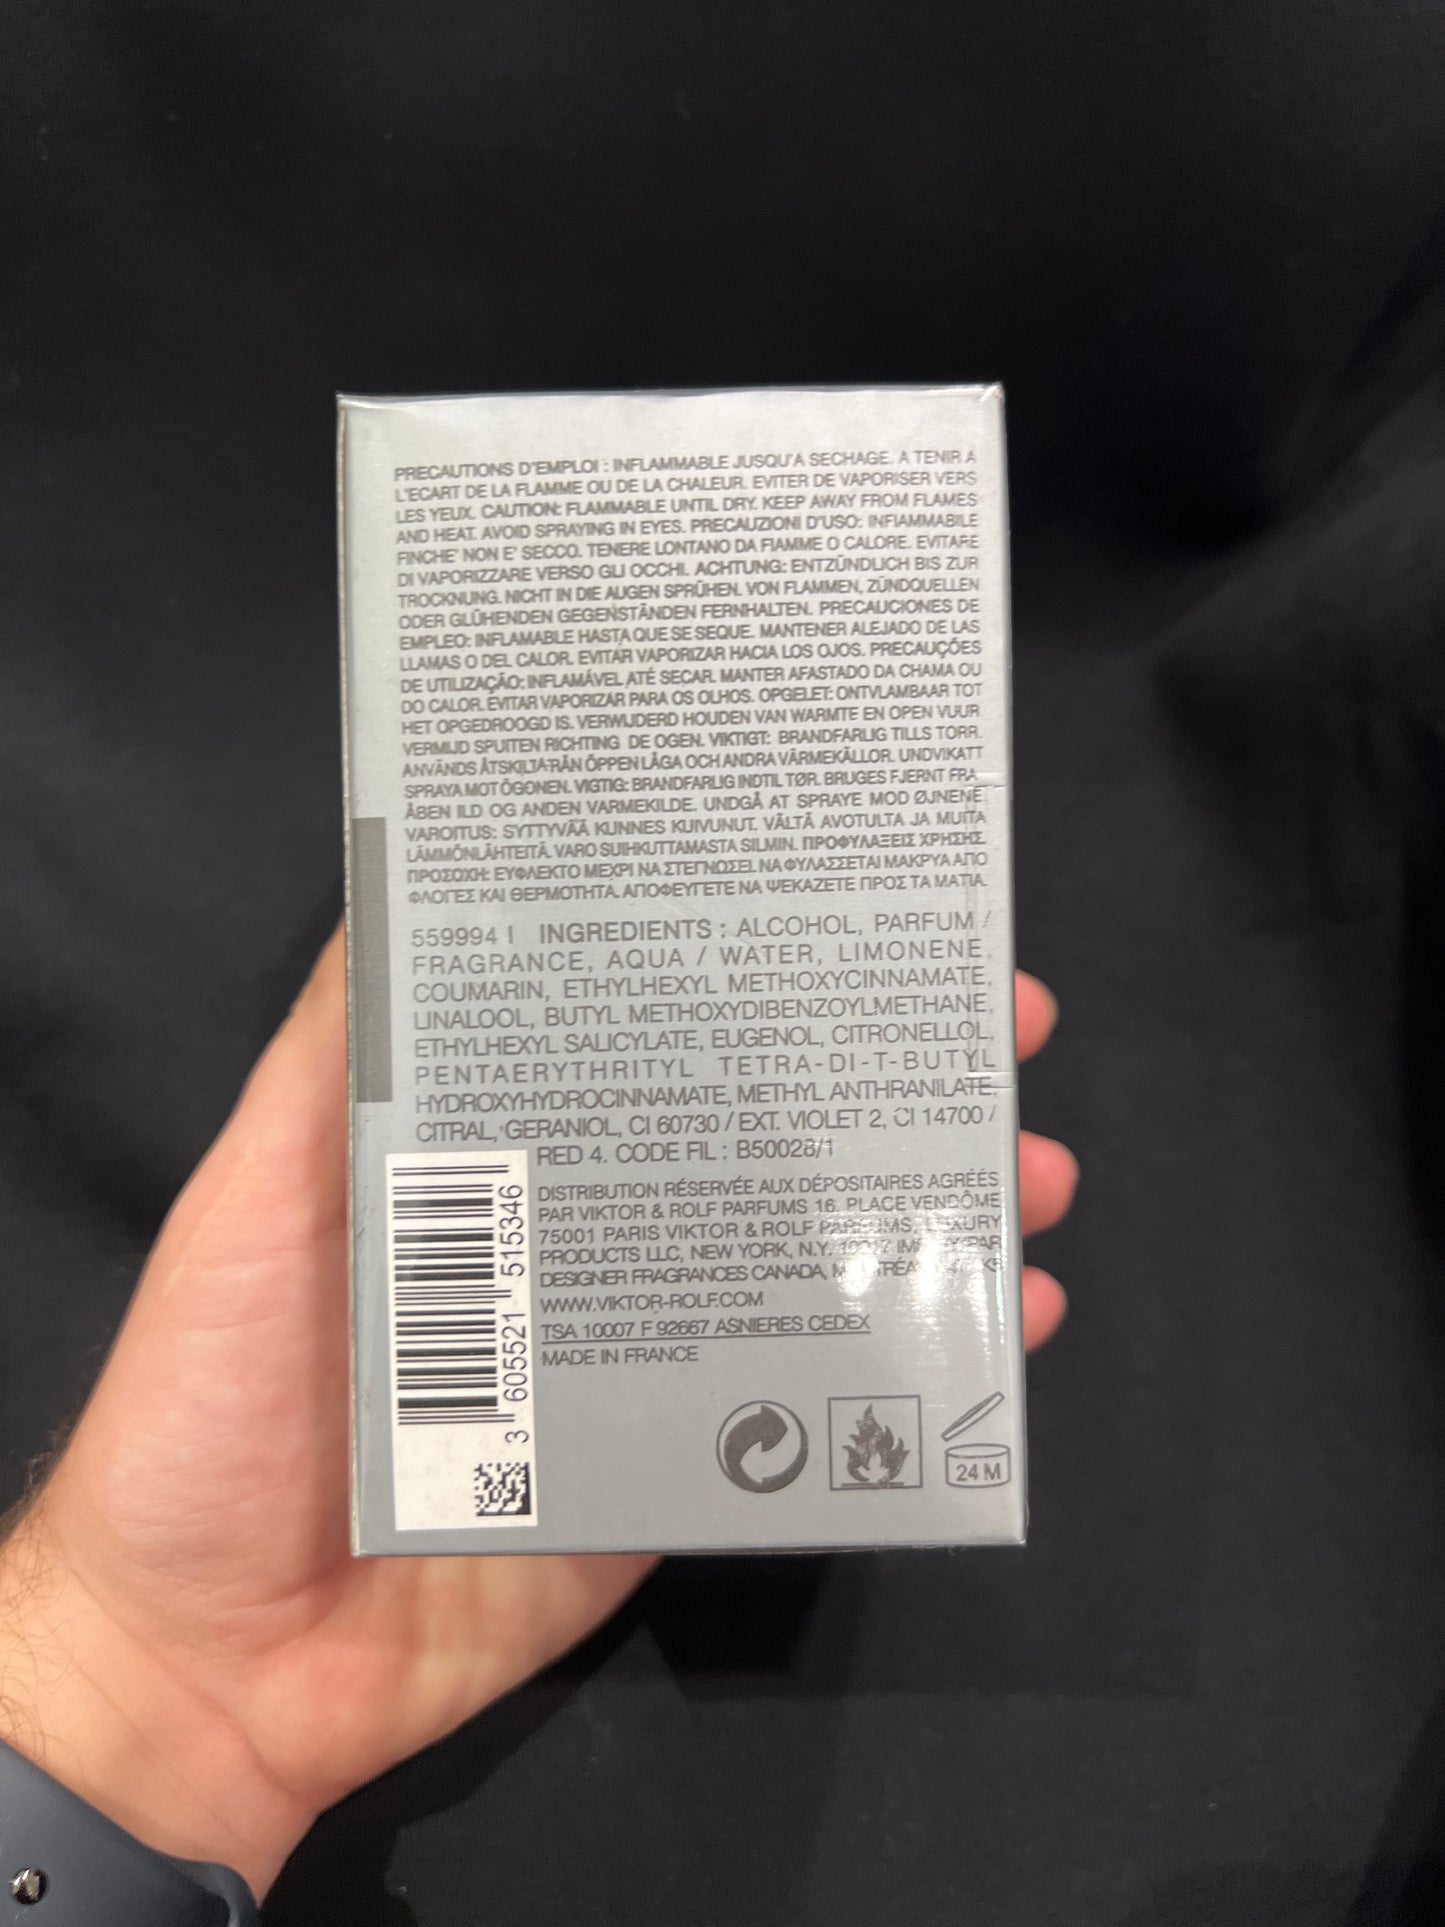 PRECAUTIONS D'EMPLOI : INFLAMMABLE JUSQU'A SECHAGE. A TENIR A
L'ECART DE LA FLAMME OU DE LA CHALEUR. EVITER DE VAPORISER VERS
LES YEUX. CAUTION: FLAMMABLE UNTIL DRY. KEEP AWAY FROM FLAMES
AND HEAT. AVOID SPRAYING IN EYES. PRECAUZIONI D'USO: INFIAMMABILE
FINCHE' NON E' SECCO. TENERE LONTANO DA FIAMME O CALORE. EVITARE
DI VAPORIZZARE VERSO GLI OCCHI. ACHTUNG: ENTZÜNDLICH BIS ZUR
TROCKNUNG. NICHT IN DIE AUGEN SPRÜHEN. VON FLAMMEN, ZÜNDQUELLEN
ODER GLÜHENDEN GEGENSTÄNDEN FERNHALTEN. PRECAUCIONES DE
EMPLEO: INFLAMABLE HASTA QUE SE SEQUE. MANTENER ALEJADO DE LAS
LLAMAS O DEL CALOR. EVITAR VAPORIZAR HACIA LOS OJOS. PRECAUÇÕES
DE UTILIZAÇÃO: INFLAMÁVEL ATÉ SECAR. MANTER AFASTADO DA CHAMA OU
DO CALOR. EVITAR VAPORIZAR PARA OS OLHOS. OPGELET: ONTVLAMBAAR TOT
HET OPGEDROOGD IS. VERWIJDERD HOUDEN VAN WARMTE EN OPEN VUUR.
VERMIJD SPUITEN RICHTING DE OGEN. VIKTIGT: BRANDFARLIG TILLS TORR.
ANVÄNDS ÅTSKILTA FRÅN ÖPPEN LÅGA OCH ANDRA VÄRMEKÄLLOR. UNDVIK ATT
SPRAYA MOT ÖGONEN. VIGTIG: BRANDFARLIG INDTIL TØR. BRUGES FJERNT FRA
ÅBEN ILD OG ANDEN VARMEKILDE. UNDGÅ AT SPRAYE MOD ØJNENE.
VAROITUS: SYTTYVÄÄ KUNNES KUIVUNUT. VÄLTÄ AVOTULTA JA MUITA
LÄMMÖNLÄHTEITÄ. VARO SUIHKUTTAMASTA SILMIN. ΠΡΟΦΥΛΑΞΕΙΣ ΧΡΗΣΗΣ.
ΠΡΟΣΟΧΗ: ΕΥΦΛΕΚΤΟ ΜΕΧΡΙ ΝΑ ΣΤΕΓΝΩΣΕΙ. ΝΑ ΦΥΛΑΣΣΕΤΑΙ ΜΑΚΡΥΑ ΑΠΟ
ΦΛΟΓΕΣ ΚΑΙ ΘΕΡΜΟΤΗΤΑ. ΑΠΟΦΕΥΓΕΤΕ ΝΑ ΨΕΚΑΖΕΤΕ ΠΡΟΣ ΤΑ ΜΑΤΙΑ.
559994 I INGREDIENTS : ALCOHOL, PARFUM /
FRAGRANCE, AQUA / WATER, LIMONENE,
COUMARIN, ETHYLHEXYL METHOXYCINNAMATE,
LINALOOL, BUTYL METHOXYDIBENZOYLMETHANE,
ETHYLHEXYL SALICYLATE, EUGENOL, CITRONELLOL,
PENTAERYTHRITYL TETRA-DI-T-BUTYL
HYDROXYHYDROCINNAMATE, METHYL ANTHRANILATE,
CITRAL, GERANIOL, CI 60730 / EXT. VIOLET 2, CI 14700 /
RED 4. CODE FIL : B50028/1
DISTRIBUTION RÉSERVÉE AUX DÉPOSITAIRES AGRÉÉS
PAR VIKTOR & ROLF PARFUMS 16, PLACE VENDÔME
75001 PARIS VIKTOR & ROLF PARFUMS, LUXURY
PRODUCTS LLC, NEW YORK, N.Y.
DESIGNER FRAGRANCES CANADA,
WWW.VIKTOR-ROLF.COM
TSA 10007 F 92667 ASNIERES CEDEX
MADE IN FRANCE
3 605521 515346
24 M